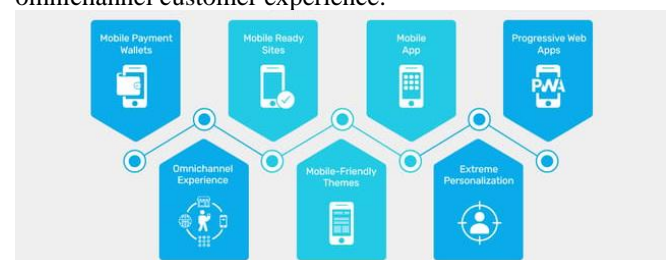 omnichannel customer experience.
Mobile Payment
Wallets
Mobile Ready
Sites
Mobile
App
Progressive Web
Apps
PWA
Omnichannel
Experience
Mobile-Friendly
Themes
Extreme
Personalization